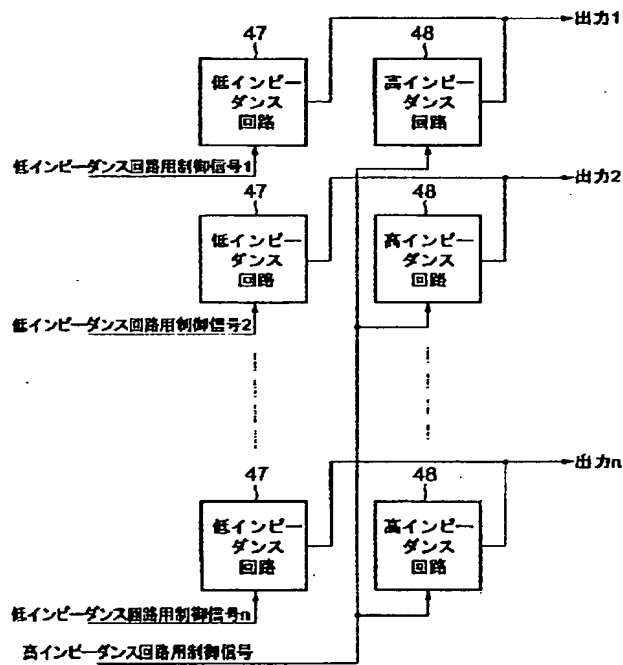 出力1
47
48
低インピー
ダンス
回路
高インピー
ダンス
回路
低インピーダンス回路用制御信号1
出力2
47
48
低インピー
ダンス
回路
高インピー
ダンス
回路
低インピーダンス回路用制御信号2
出力n
47
48
低インピー
ダンス
回路
高インピー
ダンス
回路
低インピーダンス回路用制御信号n
高インピーダンス回路用制御信号